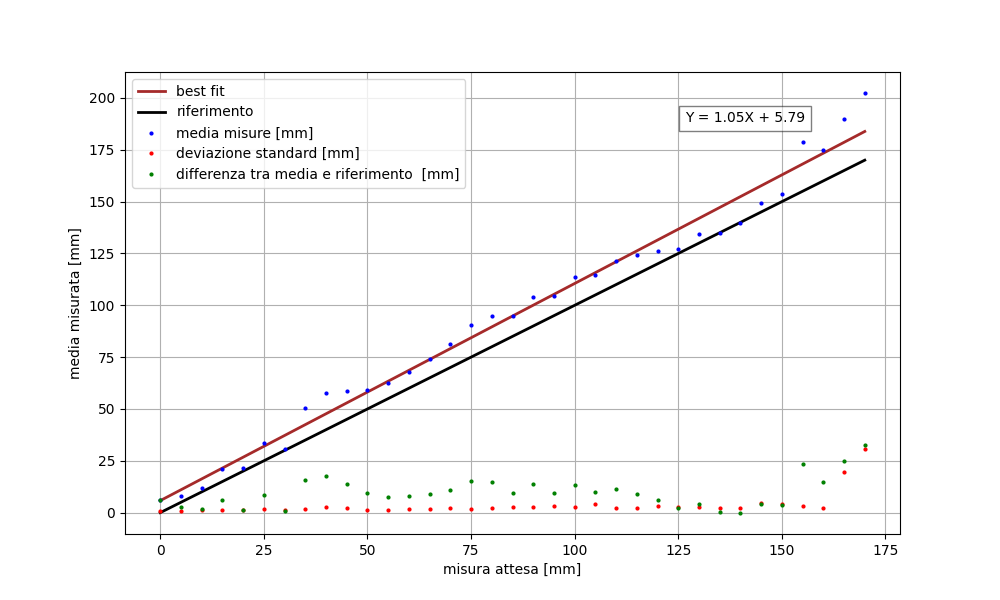 best fit
riferimento
media misure [mm]
deviazione standard [mm]
differenza tra media e riferimento  [mm]
Y = 1.05X + 5.79
200
175
150
125
100
75
50
25
0
media misurata [mm]
0 25 50 75 100 125 150 175
misura attesa [mm]